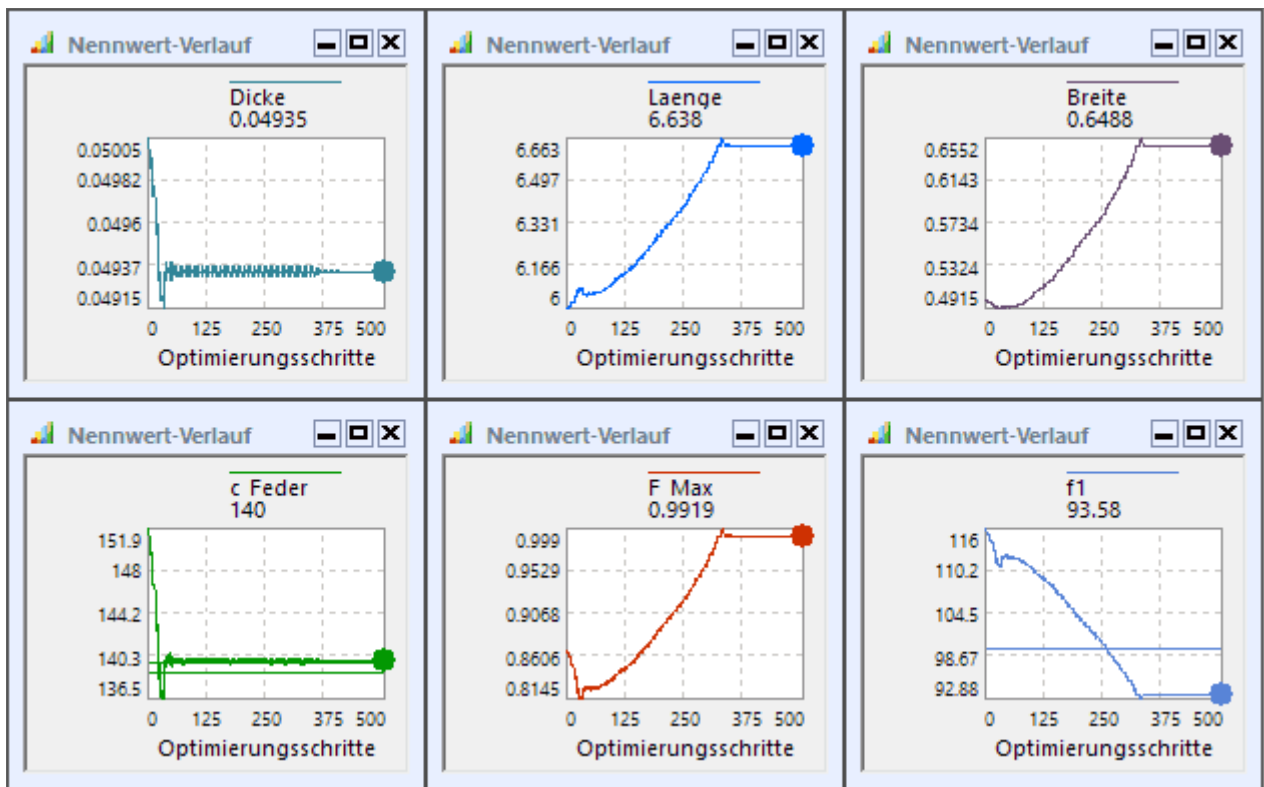 Nennwert-Verlauf
Dicke
0.04935
0.05005
0.04982
0.0496
0.04937
0.04915
0 125 250 375 500
Optimierungsschritte
Nennwert-Verlauf
Laenge
6.638
6.663
6.497
6.331
6.166
6
0 125 250 375 500
Optimierungsschritte
Nennwert-Verlauf
Breite
0.6488
0.6552
0.6143
0.5734
0.5324
0.4915
0 125 250 375 500
Optimierungsschritte
Nennwert-Verlauf
c Feder
140
151.9
148
144.2
140.3
136.5
0 125 250 375 500
Optimierungsschritte
Nennwert-Verlauf
F Max
0.9919
0.999
0.9529
0.9068
0.8606
0.8145
0 125 250 375 500
Optimierungsschritte
Nennwert-Verlauf
f1
93.58
116
110.2
104.5
98.67
92.88
0 125 250 375 500
Optimierungsschritte